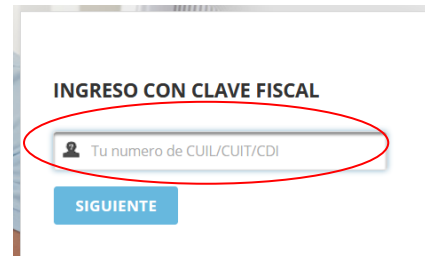 INGRESO CON CLAVE FISCAL
Tu numero de CUIL/CUIT/CDI
SIGUIENTE